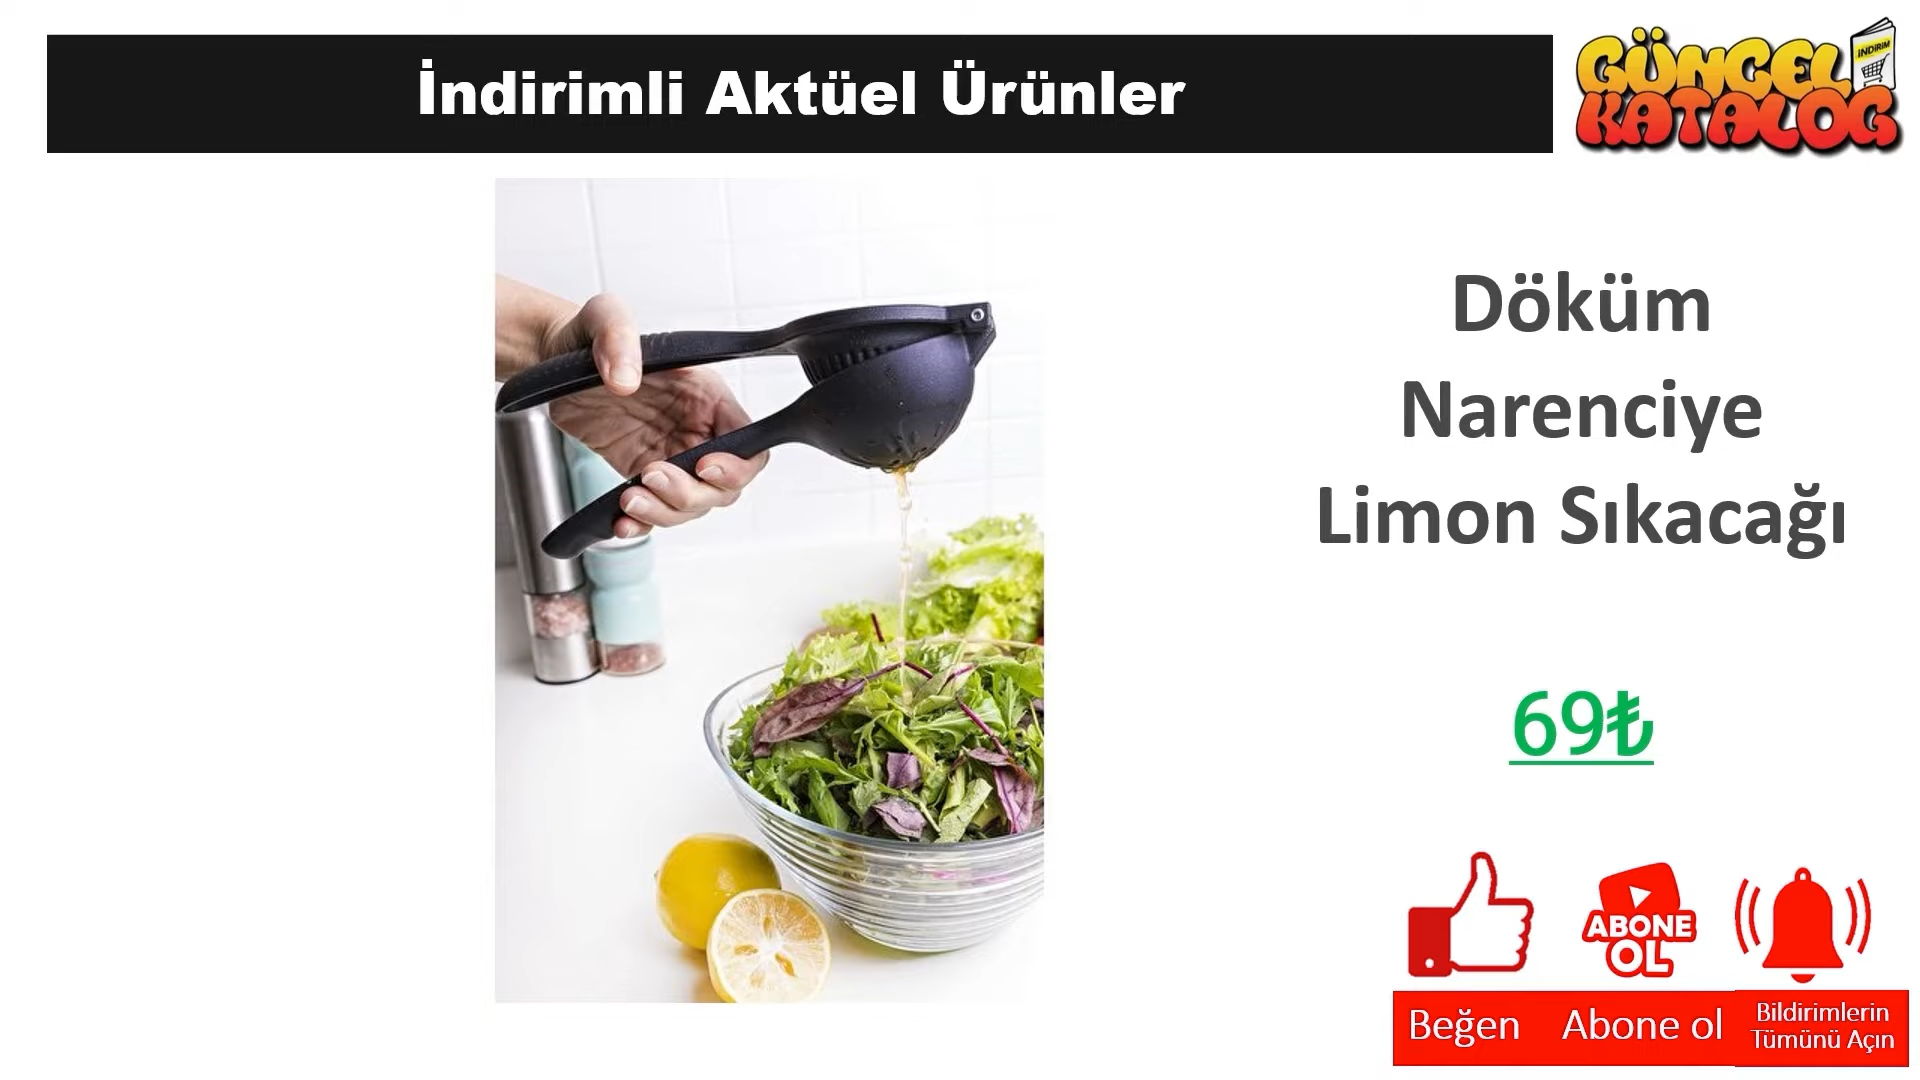 İndirimli Aktüel Ürünler
GÜNCEL
KATALOG
İNDİRİM
Döküm
Narenciye
Limon Sıkacağı
69₺
ABONE
OL
Beğen
Abone ol
Bildirimlerin
Tümünü Açın